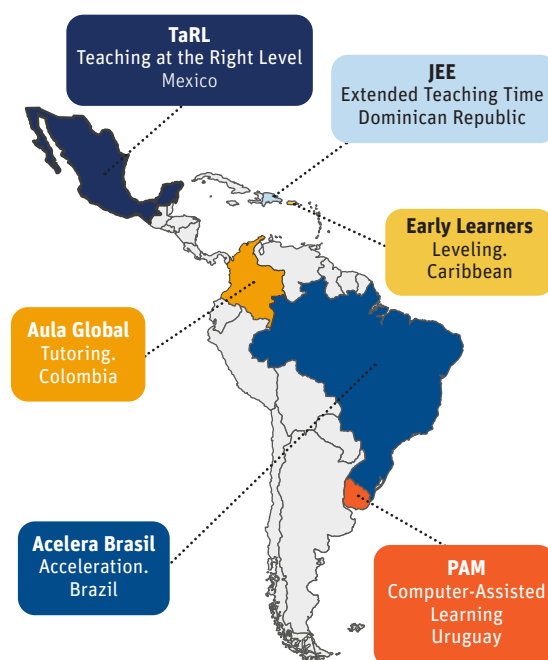 TaRL
Teaching at the Right Level
Mexico
JEE
Extended Teaching Time
Dominican Republic
Early Learners
Leveling.
Caribbean
Aula Global
Tutoring.
Colombia
Acelera Brasil
Acceleration.
Brazil
PAM
Computer-Assisted
Learning
Uruguay